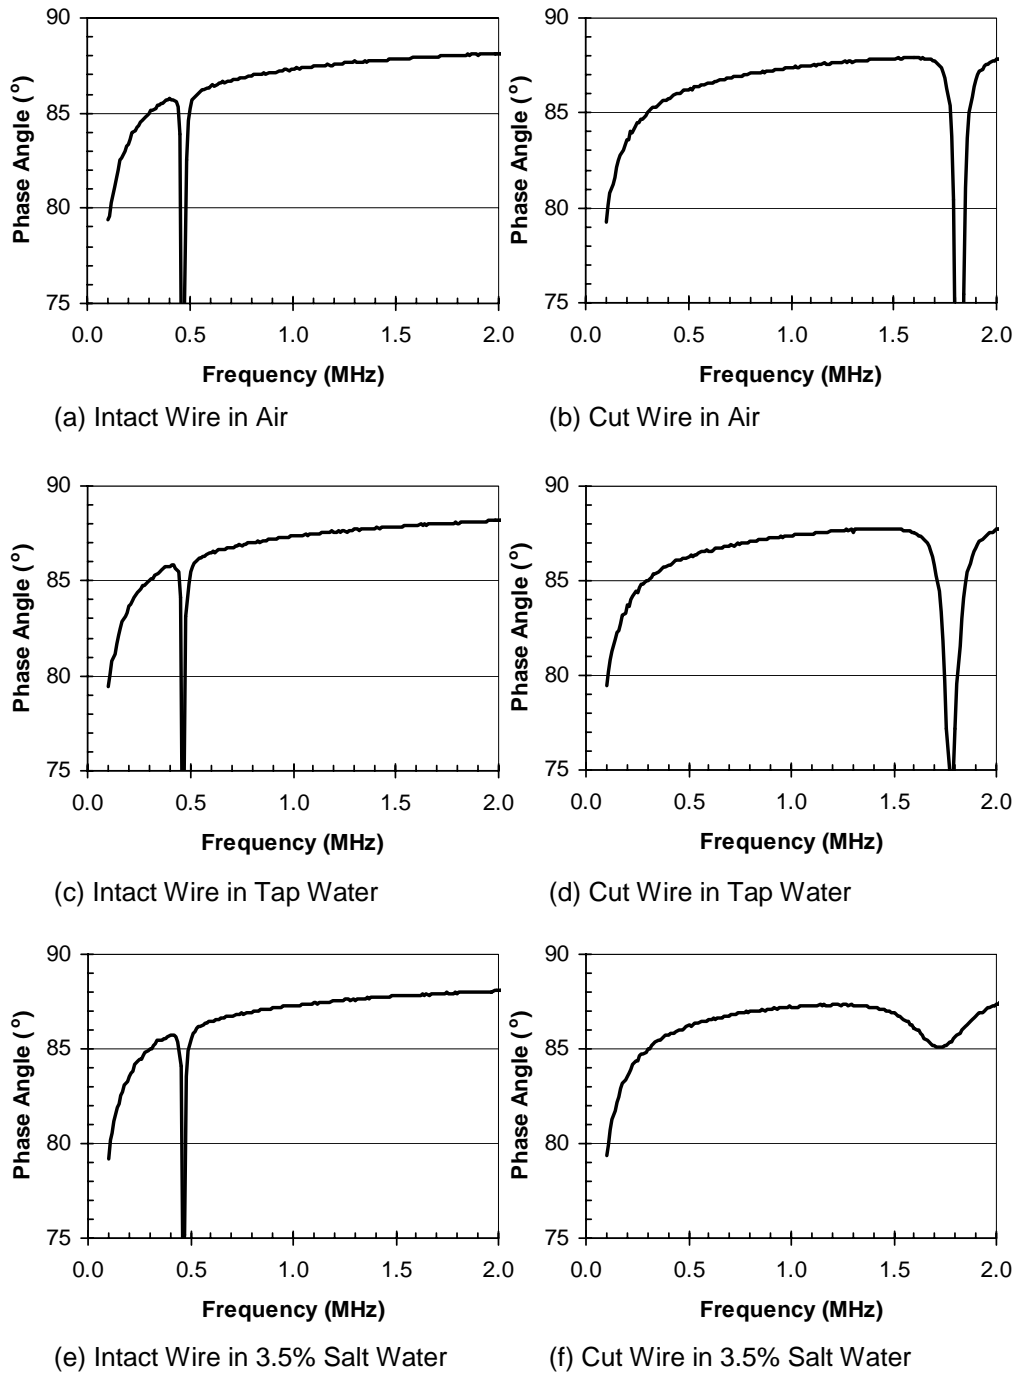 90
85
80
75
Phase Angle (°)
0.0 0.5 1.0 1.5 2.0
Frequency (MHz)
(a) Intact Wire in Air
90
85
80
75
Phase Angle (°)
0.0 0.5 1.0 1.5 2.0
Frequency (MHz)
(b) Cut Wire in Air
90
85
80
75
Phase Angle (°)
0.0 0.5 1.0 1.5 2.0
Frequency (MHz)
(c) Intact Wire in Tap Water
90
85
80
75
Phase Angle (°)
0.0 0.5 1.0 1.5 2.0
Frequency (MHz)
(d) Cut Wire in Tap Water
90
85
80
75
Phase Angle (°)
0.0 0.5 1.0 1.5 2.0
Frequency (MHz)
(e) Intact Wire in 3.5% Salt Water
90
85
80
75
Phase Angle (°)
0.0 0.5 1.0 1.5 2.0
Frequency (MHz)
(f) Cut Wire in 3.5% Salt Water